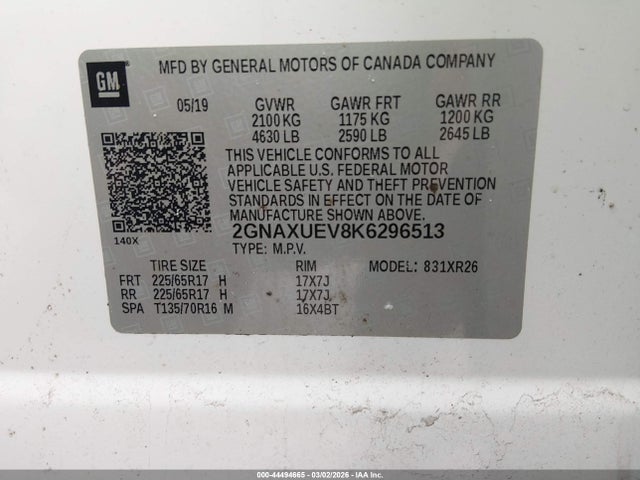 GM
MFD BY GENERAL MOTORS OF CANADA COMPANY
05/19 GVWR GAWR FRT GAWR RR
2100 KG 1175 KG 1200 KG
4630 LB 2590 LB 2645 LB
THIS VEHICLE CONFORMS TO ALL
APPLICABLE U.S. FEDERAL MOTOR
VEHICLE SAFETY AND THEFT PREVENTION
STANDARDS IN EFFECT ON THE DATE OF
MANUFACTURE SHOWN ABOVE.
140X 2GNAXUEV8K6296513
TYPE: M.P.V.
TIRE SIZE RIM MODEL: 831XR26
FRT 225/65R17 H 17X7J
RR 225/65R17 H 17X7J
SPA T135/70R16 M 16X4BT
000-44494665 - 03/02/2026 - IAA Inc.